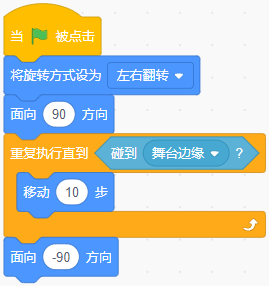 当 被点击
将旋转方式设为 左右翻转
面向 90 方向
重复执行直到 碰到 舞台边缘 ?
移动 10 步
面向 -90 方向